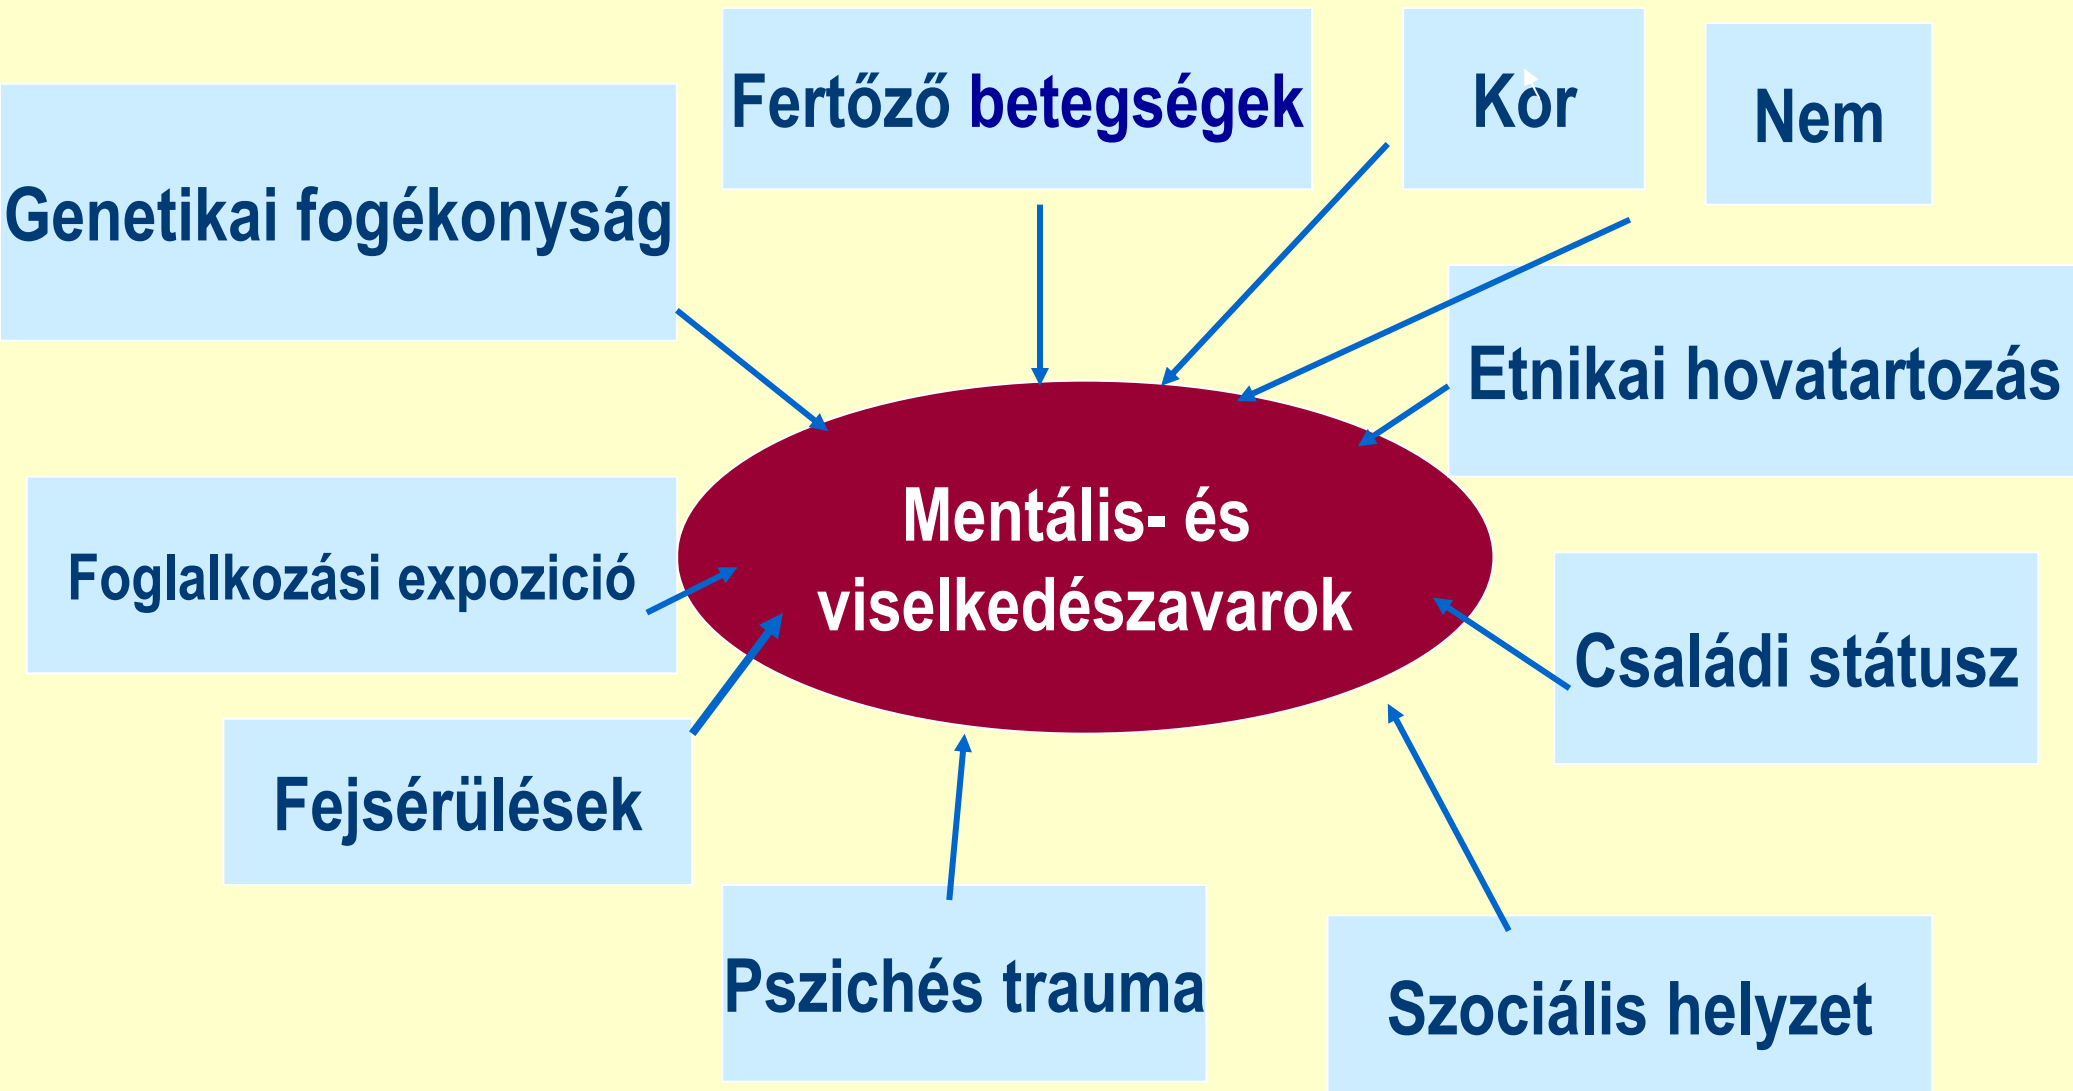 Fertőző betegségek
Kor
Nem
Genetikai fogékonyság
Etnikai hovatartozás
Mentális- és
viselkedészavarok
Foglalkozási expozició
Családi státusz
Fejsérülések
Pszichés trauma
Szociális helyzet